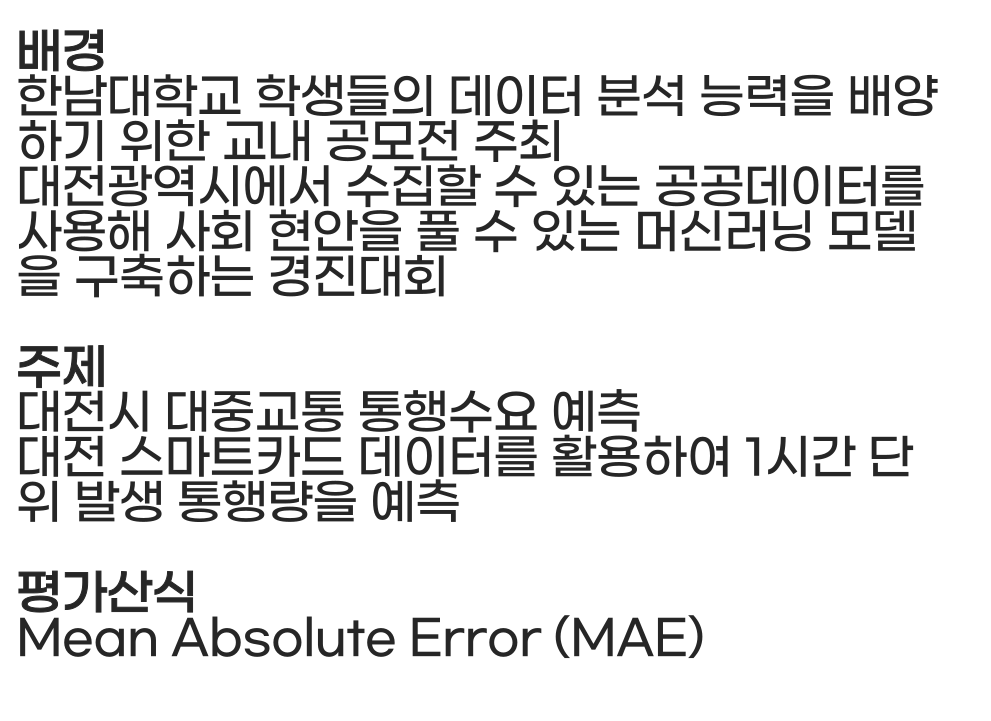 배경
한남대학교 학생들의 데이터 분석 능력을 배양
하기 위한 교내 공모전 주최
대전광역시에서 수집할 수 있는 공공데이터를
사용해 사회 현안을 풀 수 있는 머신러닝 모델
을 구축하는 경진대회
주제
대전시 대중교통 통행수요 예측
대전 스마트카드 데이터를 활용하여 1시간 단
위 발생 통행량을 예측
평가산식
Mean Absolute Error (MAE)